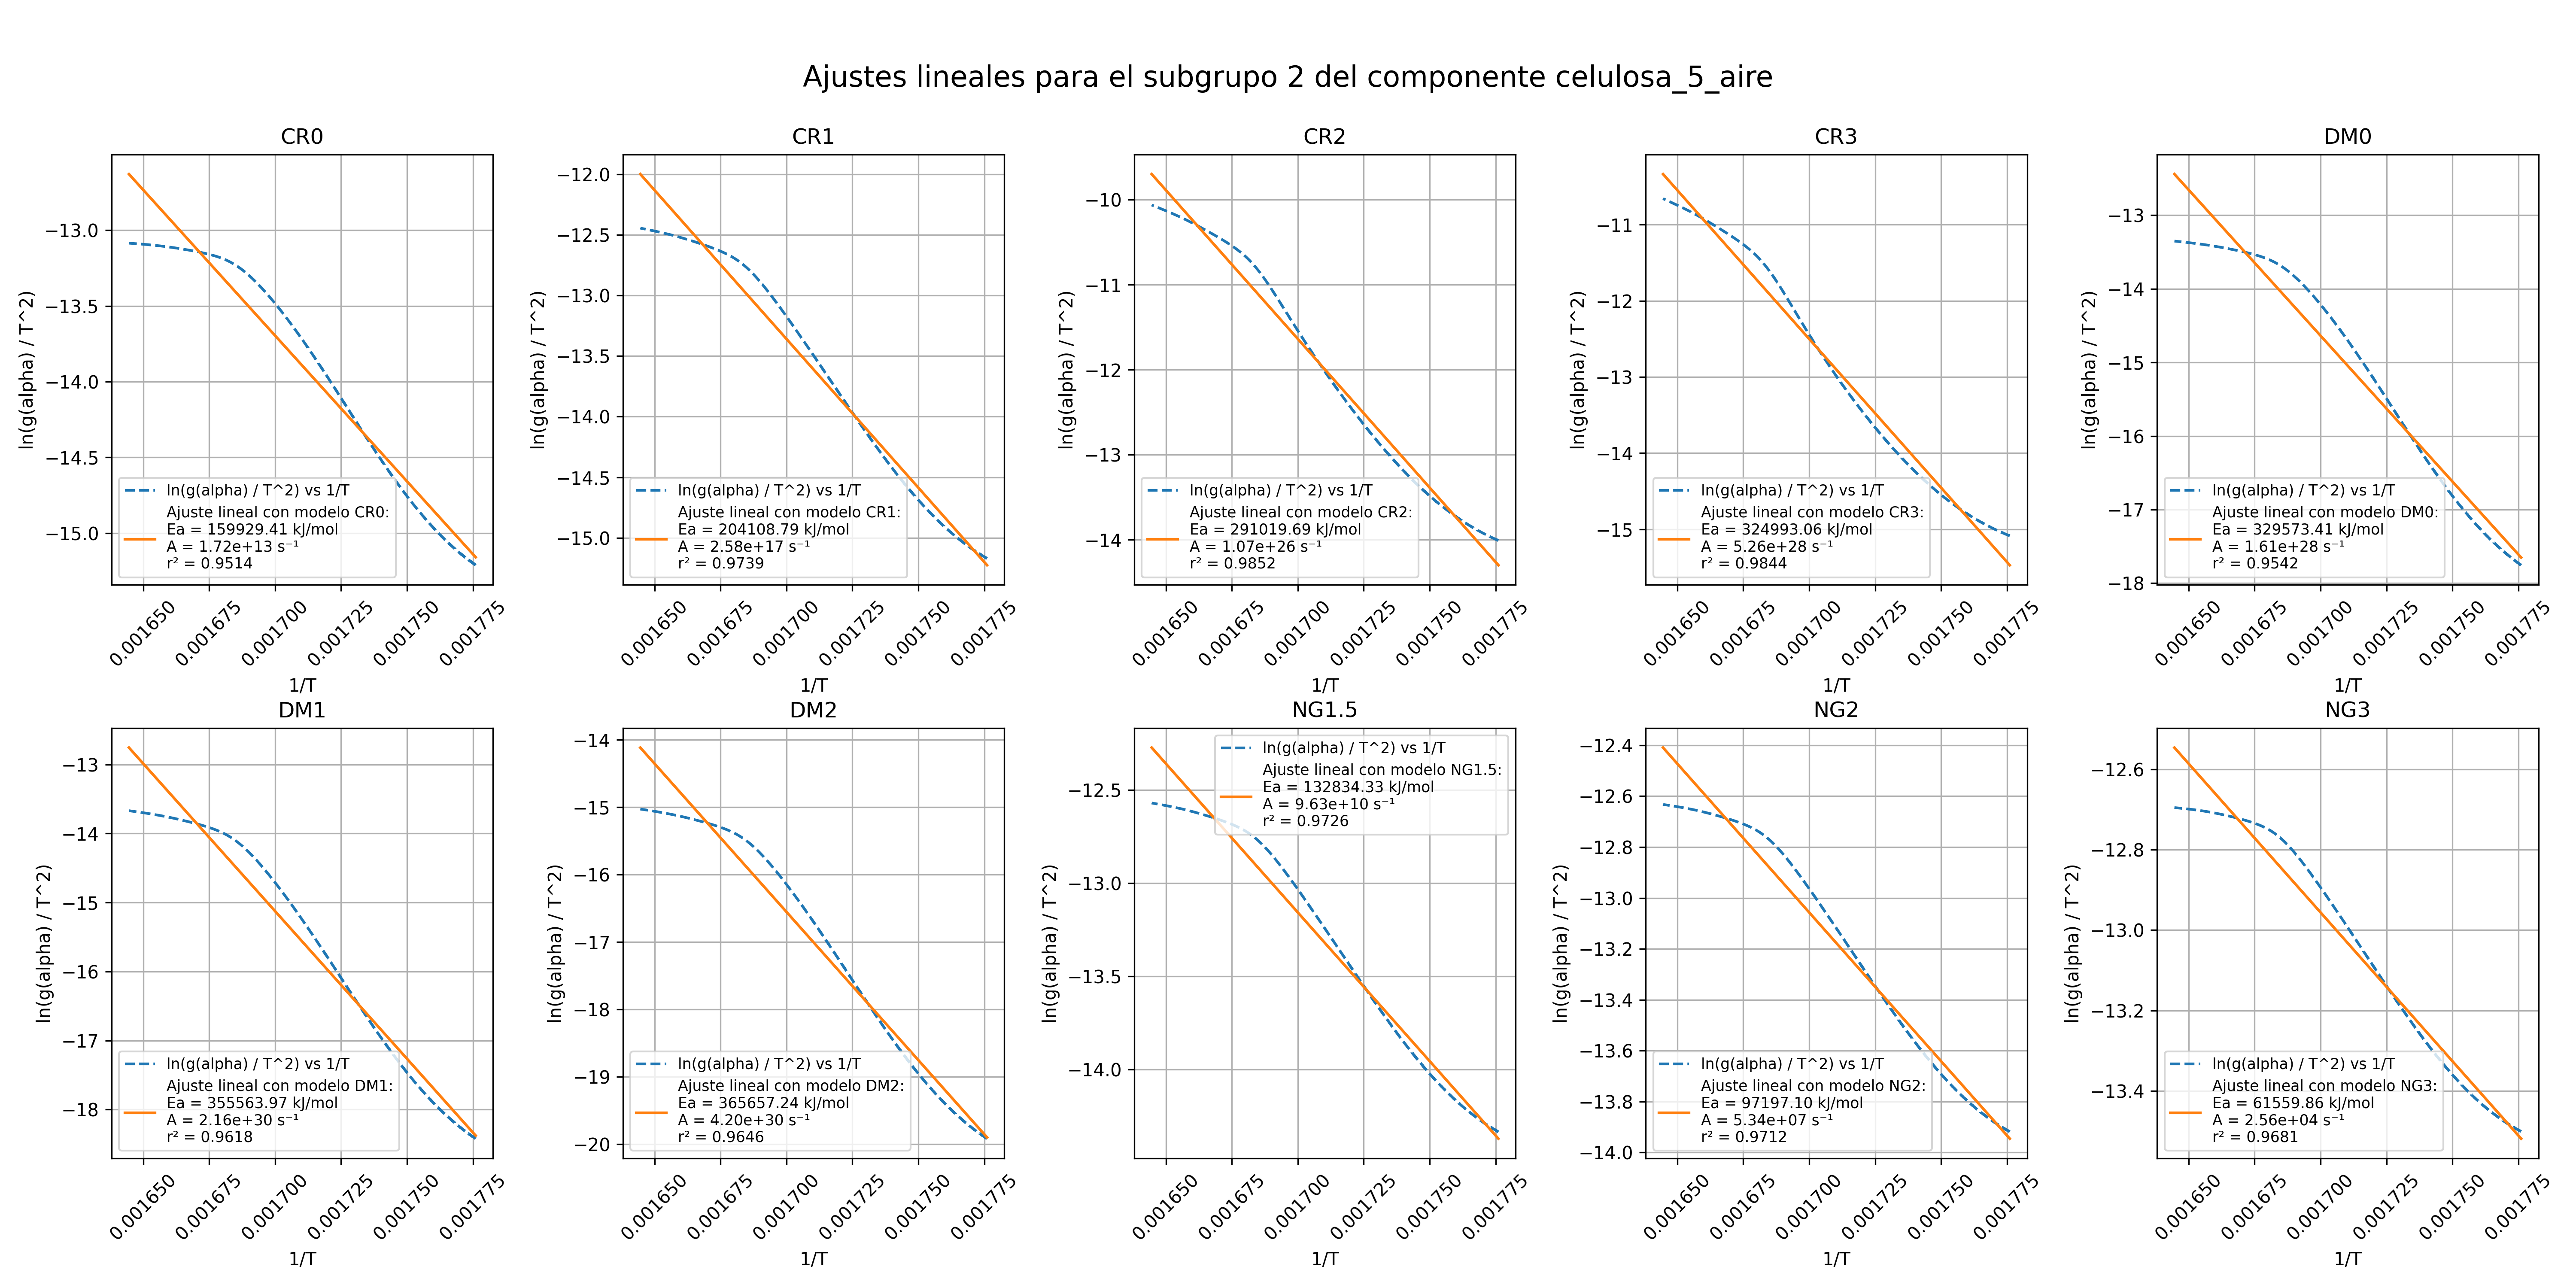 Ajustes lineales para el subgrupo 2 del componente celulosa_5_aire
CR0
ln(g(alpha) / T^2)
−13.0
−13.5
−14.0
−14.5
−15.0
ln(g(alpha) / T^2) vs 1/T
Ajuste lineal con modelo CR0:
Ea = 159929.41 kJ/mol
A = 1.72e+13 s⁻¹
r² = 0.9514
0.001650
0.001675
0.001700
0.001725
0.001750
0.001775
1/T
CR1
ln(g(alpha) / T^2)
−12.0
−12.5
−13.0
−13.5
−14.0
−14.5
−15.0
ln(g(alpha) / T^2) vs 1/T
Ajuste lineal con modelo CR1:
Ea = 204108.79 kJ/mol
A = 2.58e+17 s⁻¹
r² = 0.9739
0.001650
0.001675
0.001700
0.001725
0.001750
0.001775
1/T
CR2
ln(g(alpha) / T^2)
−10
−11
−12
−13
−14
ln(g(alpha) / T^2) vs 1/T
Ajuste lineal con modelo CR2:
Ea = 291019.69 kJ/mol
A = 1.07e+26 s⁻¹
r² = 0.9852
0.001650
0.001675
0.001700
0.001725
0.001750
0.001775
1/T
CR3
ln(g(alpha) / T^2)
−11
−12
−13
−14
−15
ln(g(alpha) / T^2) vs 1/T
Ajuste lineal con modelo CR3:
Ea = 324993.06 kJ/mol
A = 5.26e+28 s⁻¹
r² = 0.9844
0.001650
0.001675
0.001700
0.001725
0.001750
0.001775
1/T
DM0
ln(g(alpha) / T^2)
−13
−14
−15
−16
−17
−18
ln(g(alpha) / T^2) vs 1/T
Ajuste lineal con modelo DM0:
Ea = 329573.41 kJ/mol
A = 1.61e+28 s⁻¹
r² = 0.9542
0.001650
0.001675
0.001700
0.001725
0.001750
0.001775
1/T
DM1
ln(g(alpha) / T^2)
−13
−14
−15
−16
−17
−18
ln(g(alpha) / T^2) vs 1/T
Ajuste lineal con modelo DM1:
Ea = 355563.97 kJ/mol
A = 2.16e+30 s⁻¹
r² = 0.9618
0.001650
0.001675
0.001700
0.001725
0.001750
0.001775
1/T
DM2
ln(g(alpha) / T^2)
−14
−15
−16
−17
−18
−19
−20
ln(g(alpha) / T^2) vs 1/T
Ajuste lineal con modelo DM2:
Ea = 365657.24 kJ/mol
A = 4.20e+30 s⁻¹
r² = 0.9646
0.001650
0.001675
0.001700
0.001725
0.001750
0.001775
1/T
NG1.5
ln(g(alpha) / T^2)
−12.5
−13.0
−13.5
−14.0
ln(g(alpha) / T^2) vs 1/T
Ajuste lineal con modelo NG1.5:
Ea = 132834.33 kJ/mol
A = 9.63e+10 s⁻¹
r² = 0.9726
0.001650
0.001675
0.001700
0.001725
0.001750
0.001775
1/T
NG2
ln(g(alpha) / T^2)
−12.4
−12.6
−12.8
−13.0
−13.2
−13.4
−13.6
−13.8
−14.0
ln(g(alpha) / T^2) vs 1/T
Ajuste lineal con modelo NG2:
Ea = 97197.10 kJ/mol
A = 5.34e+07 s⁻¹
r² = 0.9712
0.001650
0.001675
0.001700
0.001725
0.001750
0.001775
1/T
NG3
ln(g(alpha) / T^2)
−12.6
−12.8
−13.0
−13.2
−13.4
ln(g(alpha) / T^2) vs 1/T
Ajuste lineal con modelo NG3:
Ea = 61559.86 kJ/mol
A = 2.56e+04 s⁻¹
r² = 0.9681
0.001650
0.001675
0.001700
0.001725
0.001750
0.001775
1/T